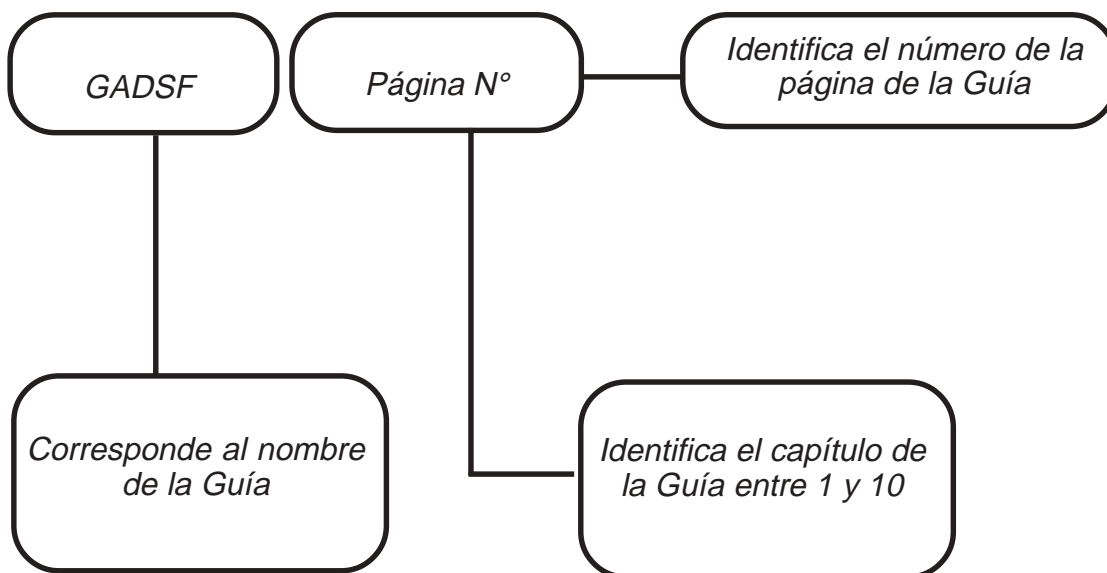 GADSF
Página N°
Identifica el número de la
página de la Guía
Corresponde al nombre
de la Guía
Identifica el capítulo de
la Guía entre 1 y 10